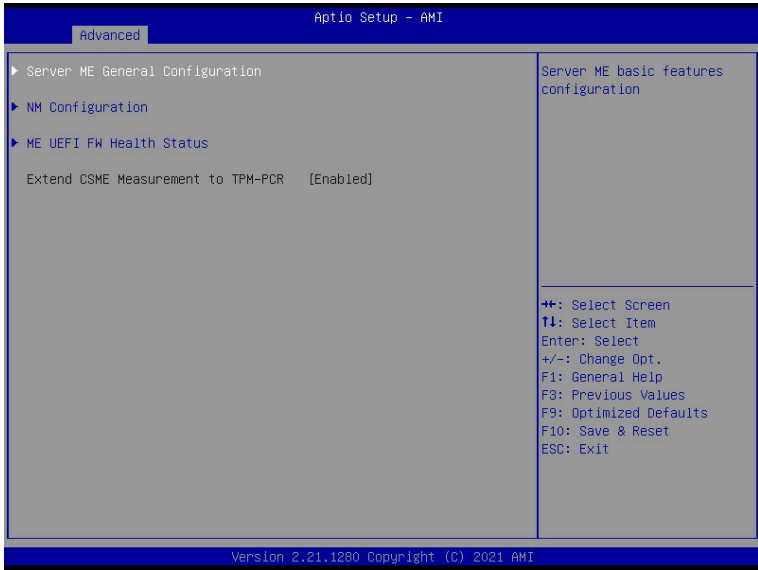 Aptio Setup – AMI
Advanced
▶ Server ME General Configuration
▶ NM Configuration
▶ ME UEFI FW Health Status
Extend CSME Measurement to TPM-PCR [Enabled]
Server ME basic features
configuration
→←: Select Screen
↑↓: Select Item
Enter: Select
+/-: Change Opt.
F1: General Help
F3: Previous Values
F9: Optimized Defaults
F10: Save & Reset
ESC: Exit
Version 2.21.1280 Copyright (C) 2021 AMI